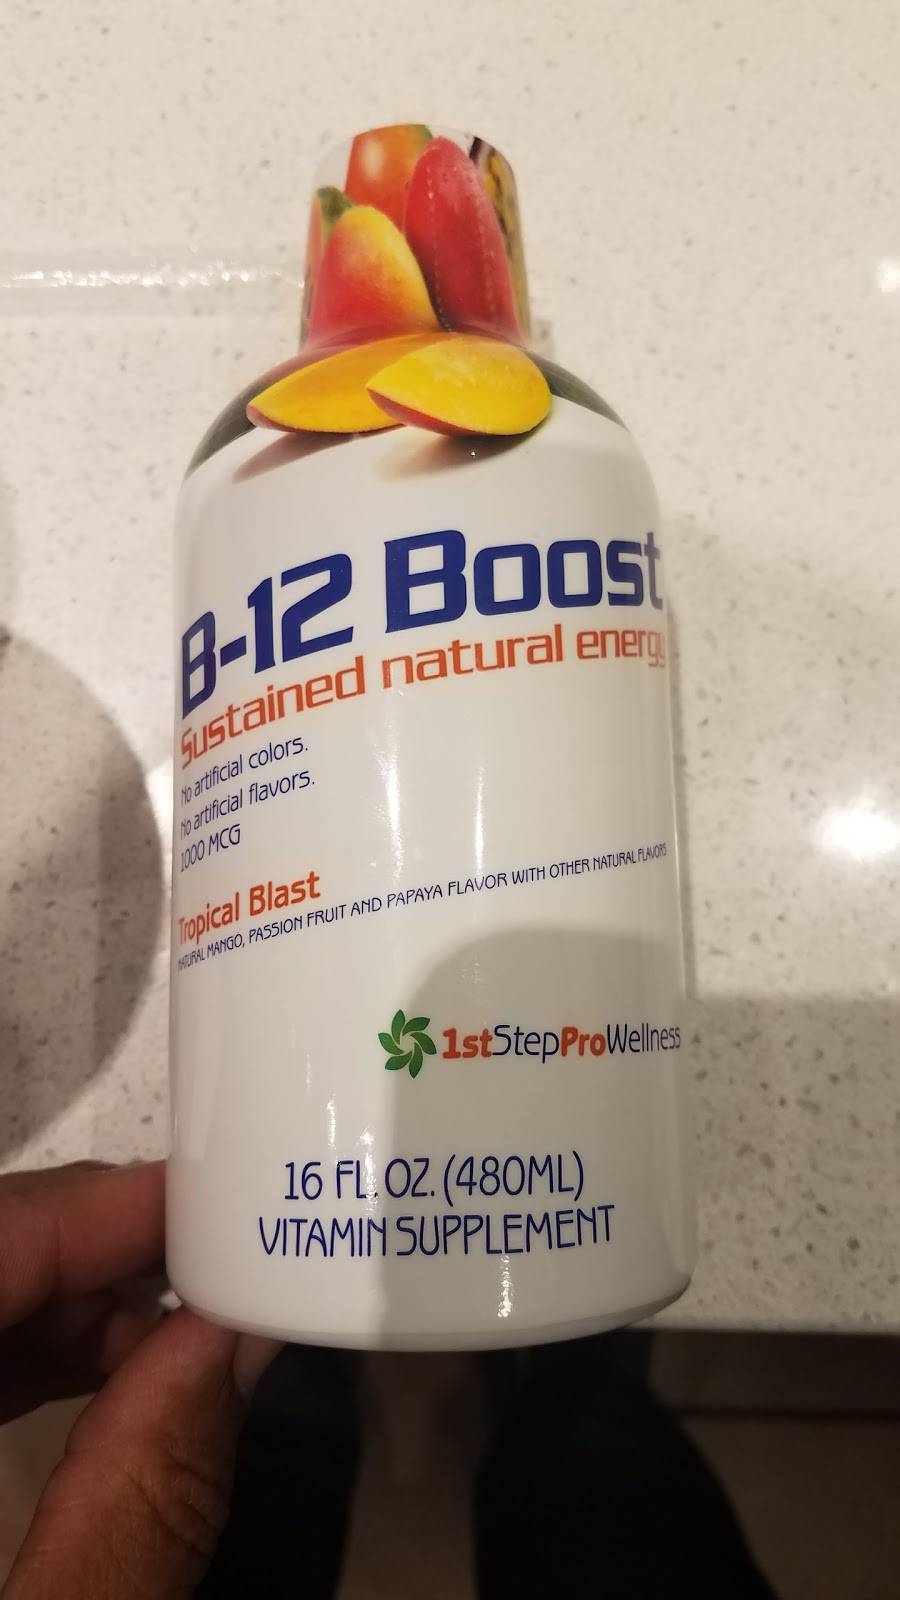 B-12 Boost
Sustained natural energy
No artificial colors.
No artificial flavors.
1000 MCG
Tropical Blast
NATURAL MANGO, PASSION FRUIT AND PAPAYA FLAVOR WITH OTHER NATURAL FLAVORS
1stStepProWellness
16 FL. OZ. (480ML)
VITAMIN SUPPLEMENT